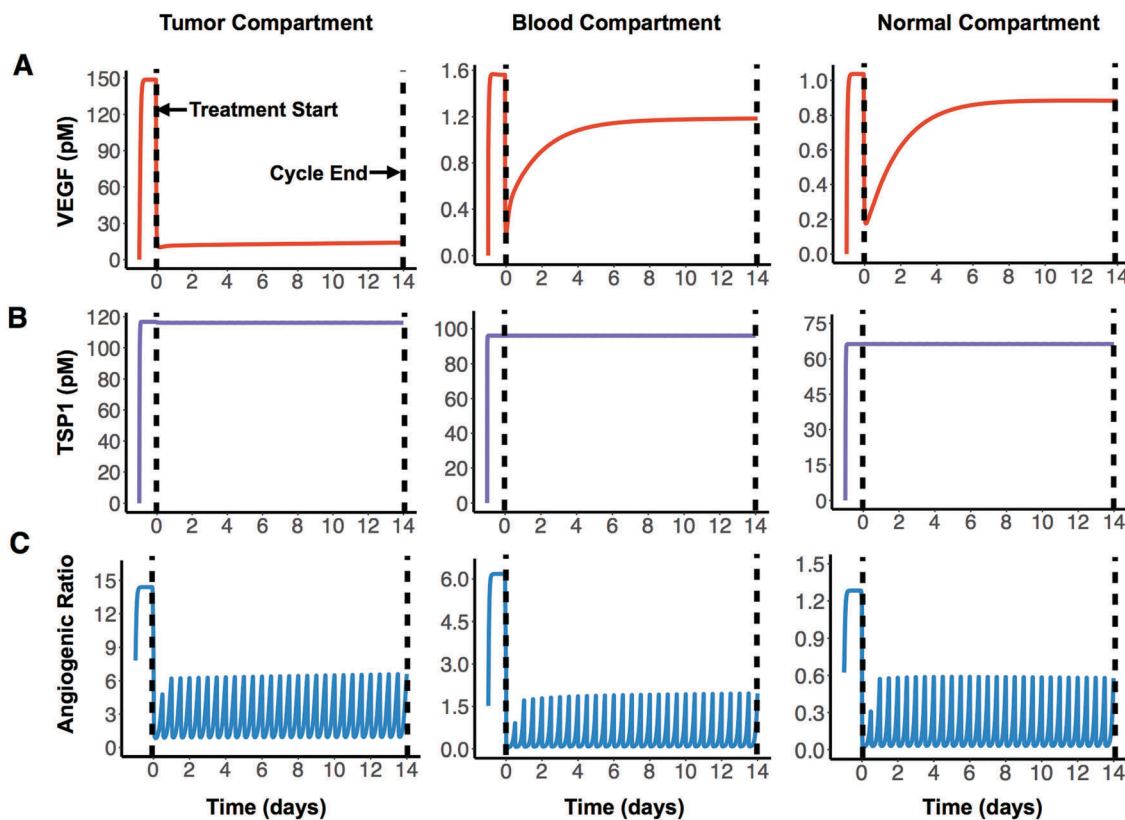 Tumor Compartment Blood Compartment Normal Compartment
A
VEGF (pM)
150
120
90
60
30
0
Treatment Start
Cycle End
0 2 4 6 8 10 12 14
1.6
1.2
0.8
0.4
0.0
0 2 4 6 8 10 12 14
1.0
0.8
0.6
0.4
0.2
0.0
0 2 4 6 8 10 12 14
B
TSP1 (pM)
120
100
80
60
40
20
0
0 2 4 6 8 10 12 14
100
80
60
40
20
0
0 2 4 6 8 10 12 14
75
60
45
30
15
0
0 2 4 6 8 10 12 14
C
Angiogenic Ratio
15
12
9
6
3
0
0 2 4 6 8 10 12 14
6.0
4.5
3.0
1.5
0.0
0 2 4 6 8 10 12 14
1.5
1.2
0.9
0.6
0.3
0.0
0 2 4 6 8 10 12 14
Time (days) Time (days) Time (days)